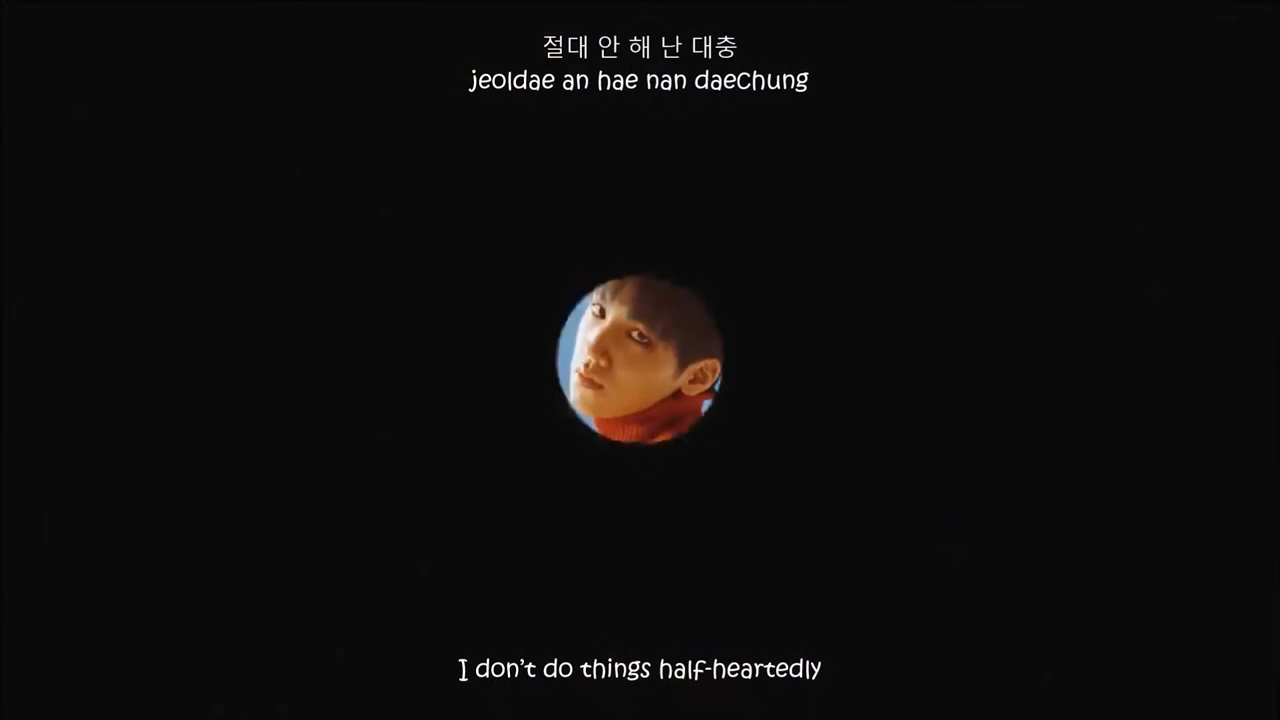 절대 안 해 난 대충
jeoldae an hae nan daechung
I don't do things half-heartedly